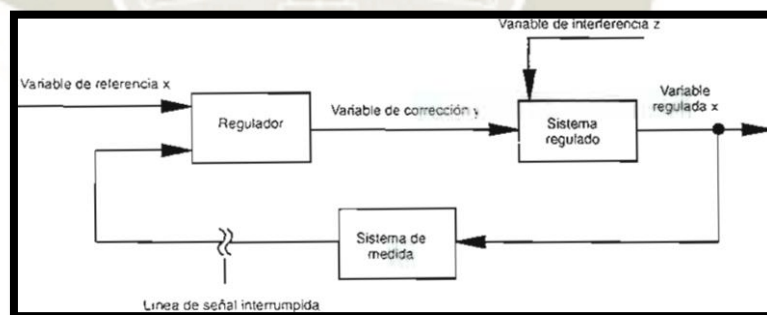 Variable de interferencia z
Variable de referencia x
Variable
regulada x
Regulador
Variable de corrección y
Sistema
regulado
Sistema de
medida
Línea de señal interrumpida